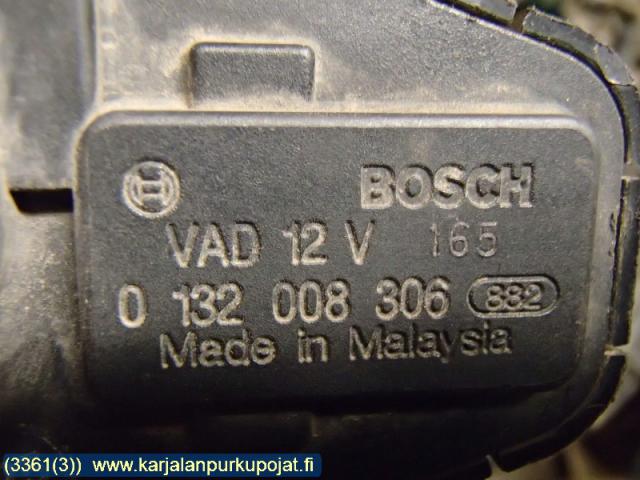 BOSCH
VAD 12 V 165
0 132 008 306 882
Made in Malaysia
(3361(3)) www.karjalanpurkupojat.fi